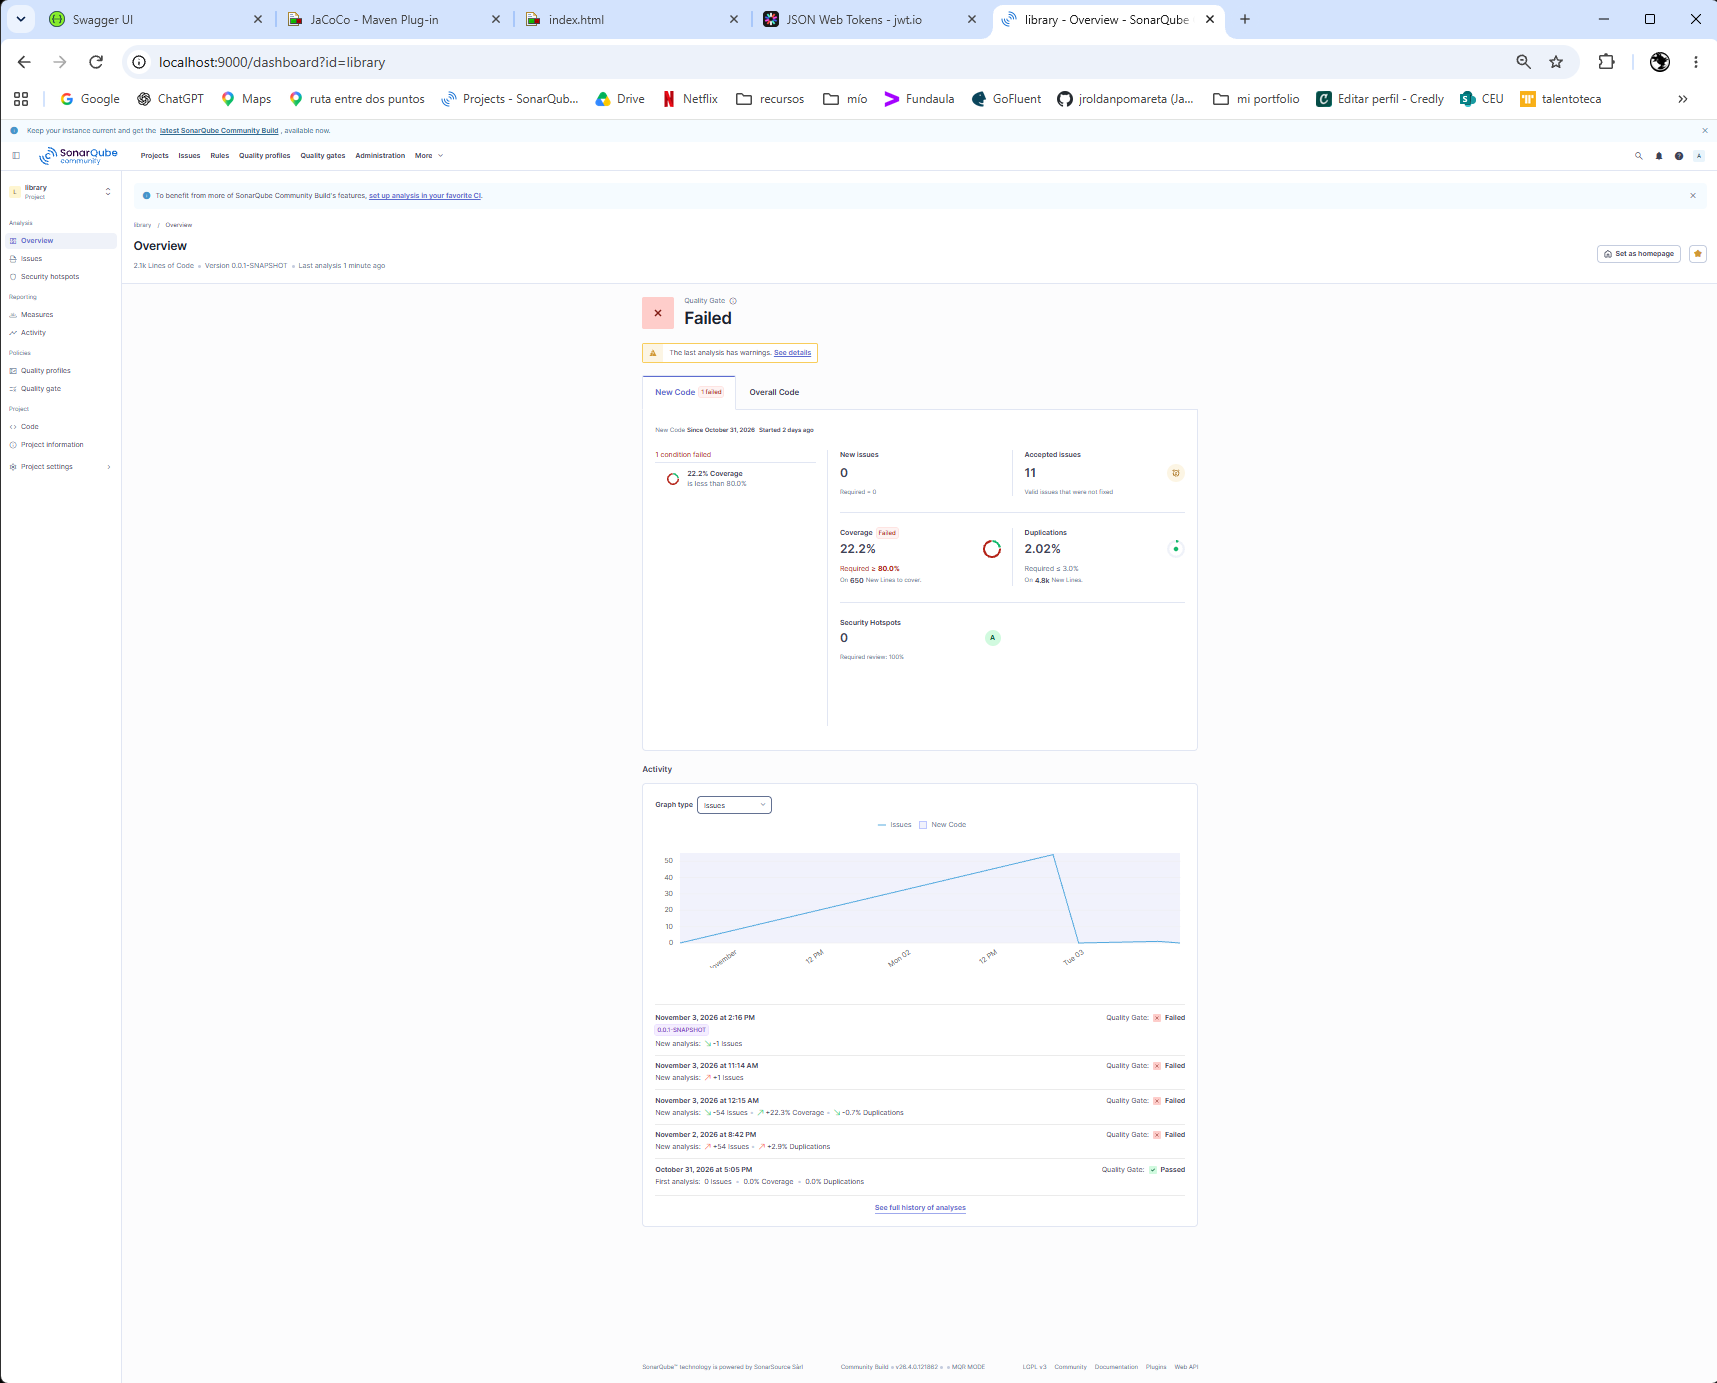 Swagger UI
JaCoCo - Maven Plug-in
index.html
JSON Web Tokens - jwt.io
library - Overview - SonarQube
localhost:9000/dashboard?id=library
Google
ChatGPT
Maps
ruta entre dos puntos
Projects - SonarQub...
Drive
Netflix
recursos
mío
Fundaula
GoFluent
jroldanpomareta (Ja...
mi portfolio
Editar perfil - Credly
CEU
talentoteca
Keep your instance current and get the latest SonarQube Community Build , available now.
SonarQube community
Projects Issues Rules Quality profiles Quality gates Administration More
A
L
library
Project
To benefit from more of SonarQube Community Build's features, set up analysis in your favorite CI.
library / Overview
Overview
2.1k Lines of Code • Version 0.0.1-SNAPSHOT • Last analysis 1 minute ago
Set as homepage
Analysis
Overview
Issues
Security hotspots
Reporting
Measures
Activity
Policies
Quality profiles
Quality gate
Project
Code
Project information
Project settings
Quality Gate
Failed
The last analysis has warnings. See details
New Code 1 failed
Overall Code
New Code Since October 31, 2026 Started 2 days ago
1 condition failed
22.2% Coverage
is less than 80.0%
New issues
0
Required = 0
Accepted issues
11
Valid issues that were not fixed
Coverage Failed
22.2%
Required ≥ 80.0%
On 650 New Lines to cover.
Duplications
2.02%
Required ≤ 3.0%
On 4.8k New Lines.
Security Hotspots
0
A
Required review: 100%
Activity
Graph type Issues
Issues New Code
50
40
30
20
10
0
ovember
12 PM
Mon 02
12 PM
Tue 03
November 3, 2026 at 2:16 PM Quality Gate: Failed
0.0.1-SNAPSHOT
New analysis: -1 Issues
November 3, 2026 at 11:14 AM Quality Gate: Failed
New analysis: +1 Issues
November 3, 2026 at 12:15 AM Quality Gate: Failed
New analysis: -54 Issues • +22.3% Coverage • -0.7% Duplications
November 2, 2026 at 8:42 PM Quality Gate: Failed
New analysis: +54 Issues • +2.9% Duplications
October 31, 2026 at 5:05 PM Quality Gate: Passed
First analysis: 0 Issues • 0.0% Coverage • 0.0% Duplications
See full history of analyses
SonarQube™ technology is powered by SonarSource Sàrl
Community Build • v26.4.0.121862 • • MQR MODE
LGPL v3 Community Documentation Plugins Web API